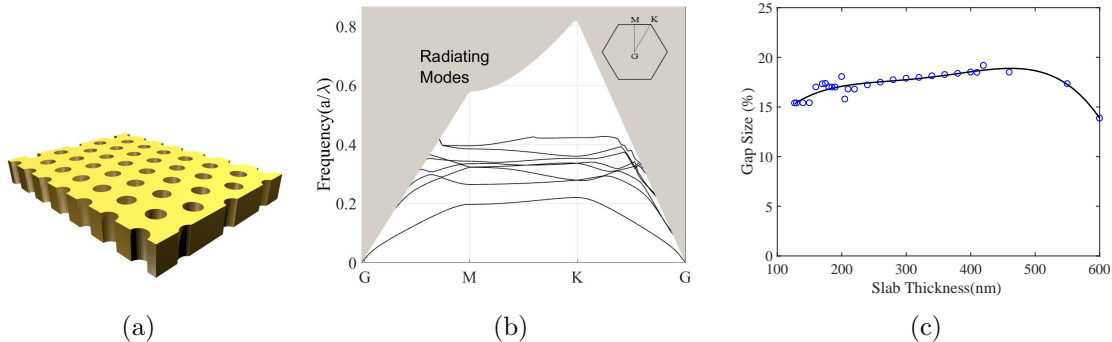 (a)
Frequency(a/λ)
0.8
0.6
0.4
0.2
0
Radiating
Modes
M K
G
G M K G
(b)
Gap Size (%)
25
20
15
10
5
0
100 200 300 400 500 600
Slab Thickness(nm)
(c)